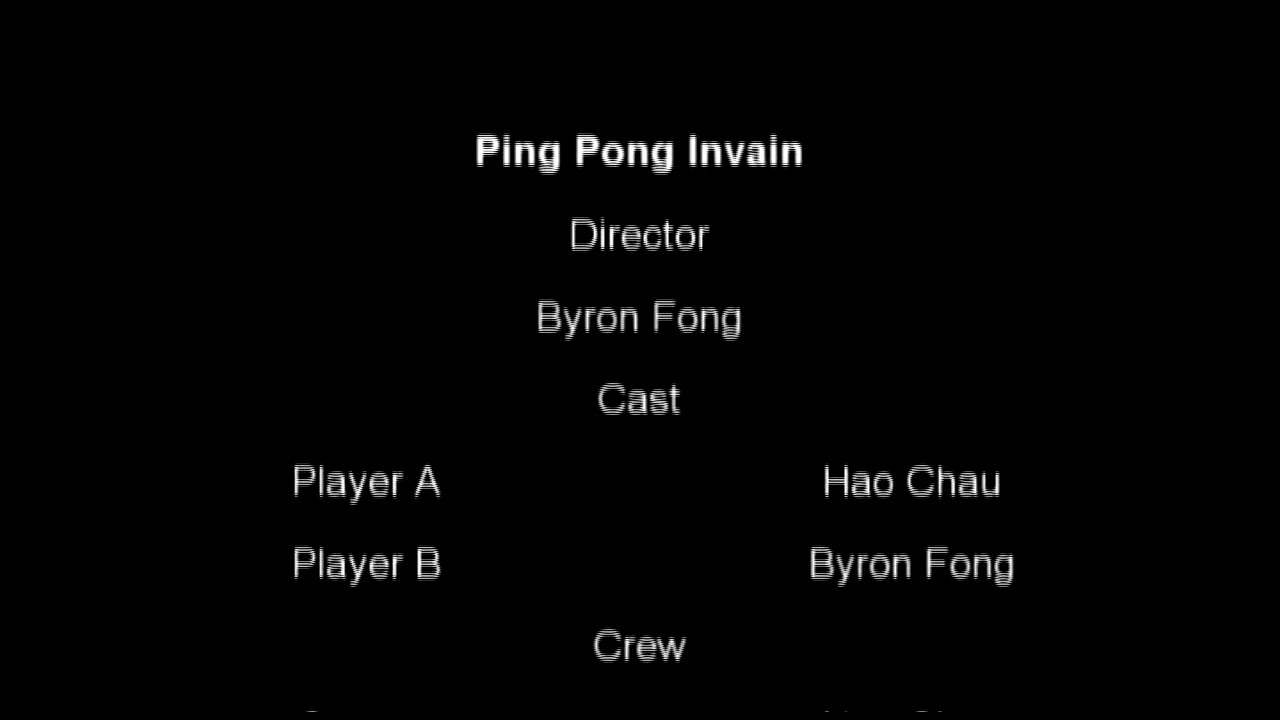 Ping Pong Invain
Director
Byron Fong
Cast
Player A Hao Chau
Player B Byron Fong
Crew